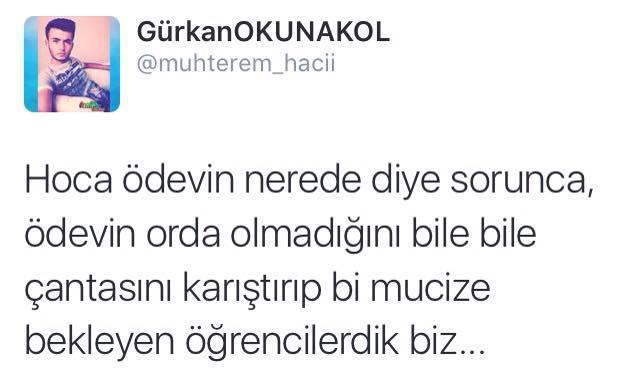 GürkanOKUNAKOL
@muhterem_hacii
Hoca ödevin nerede diye sorunca,
ödevin orda olmadığını bile bile
çantasını karıştırıp bi mucize
bekleyen öğrencilerdik biz...